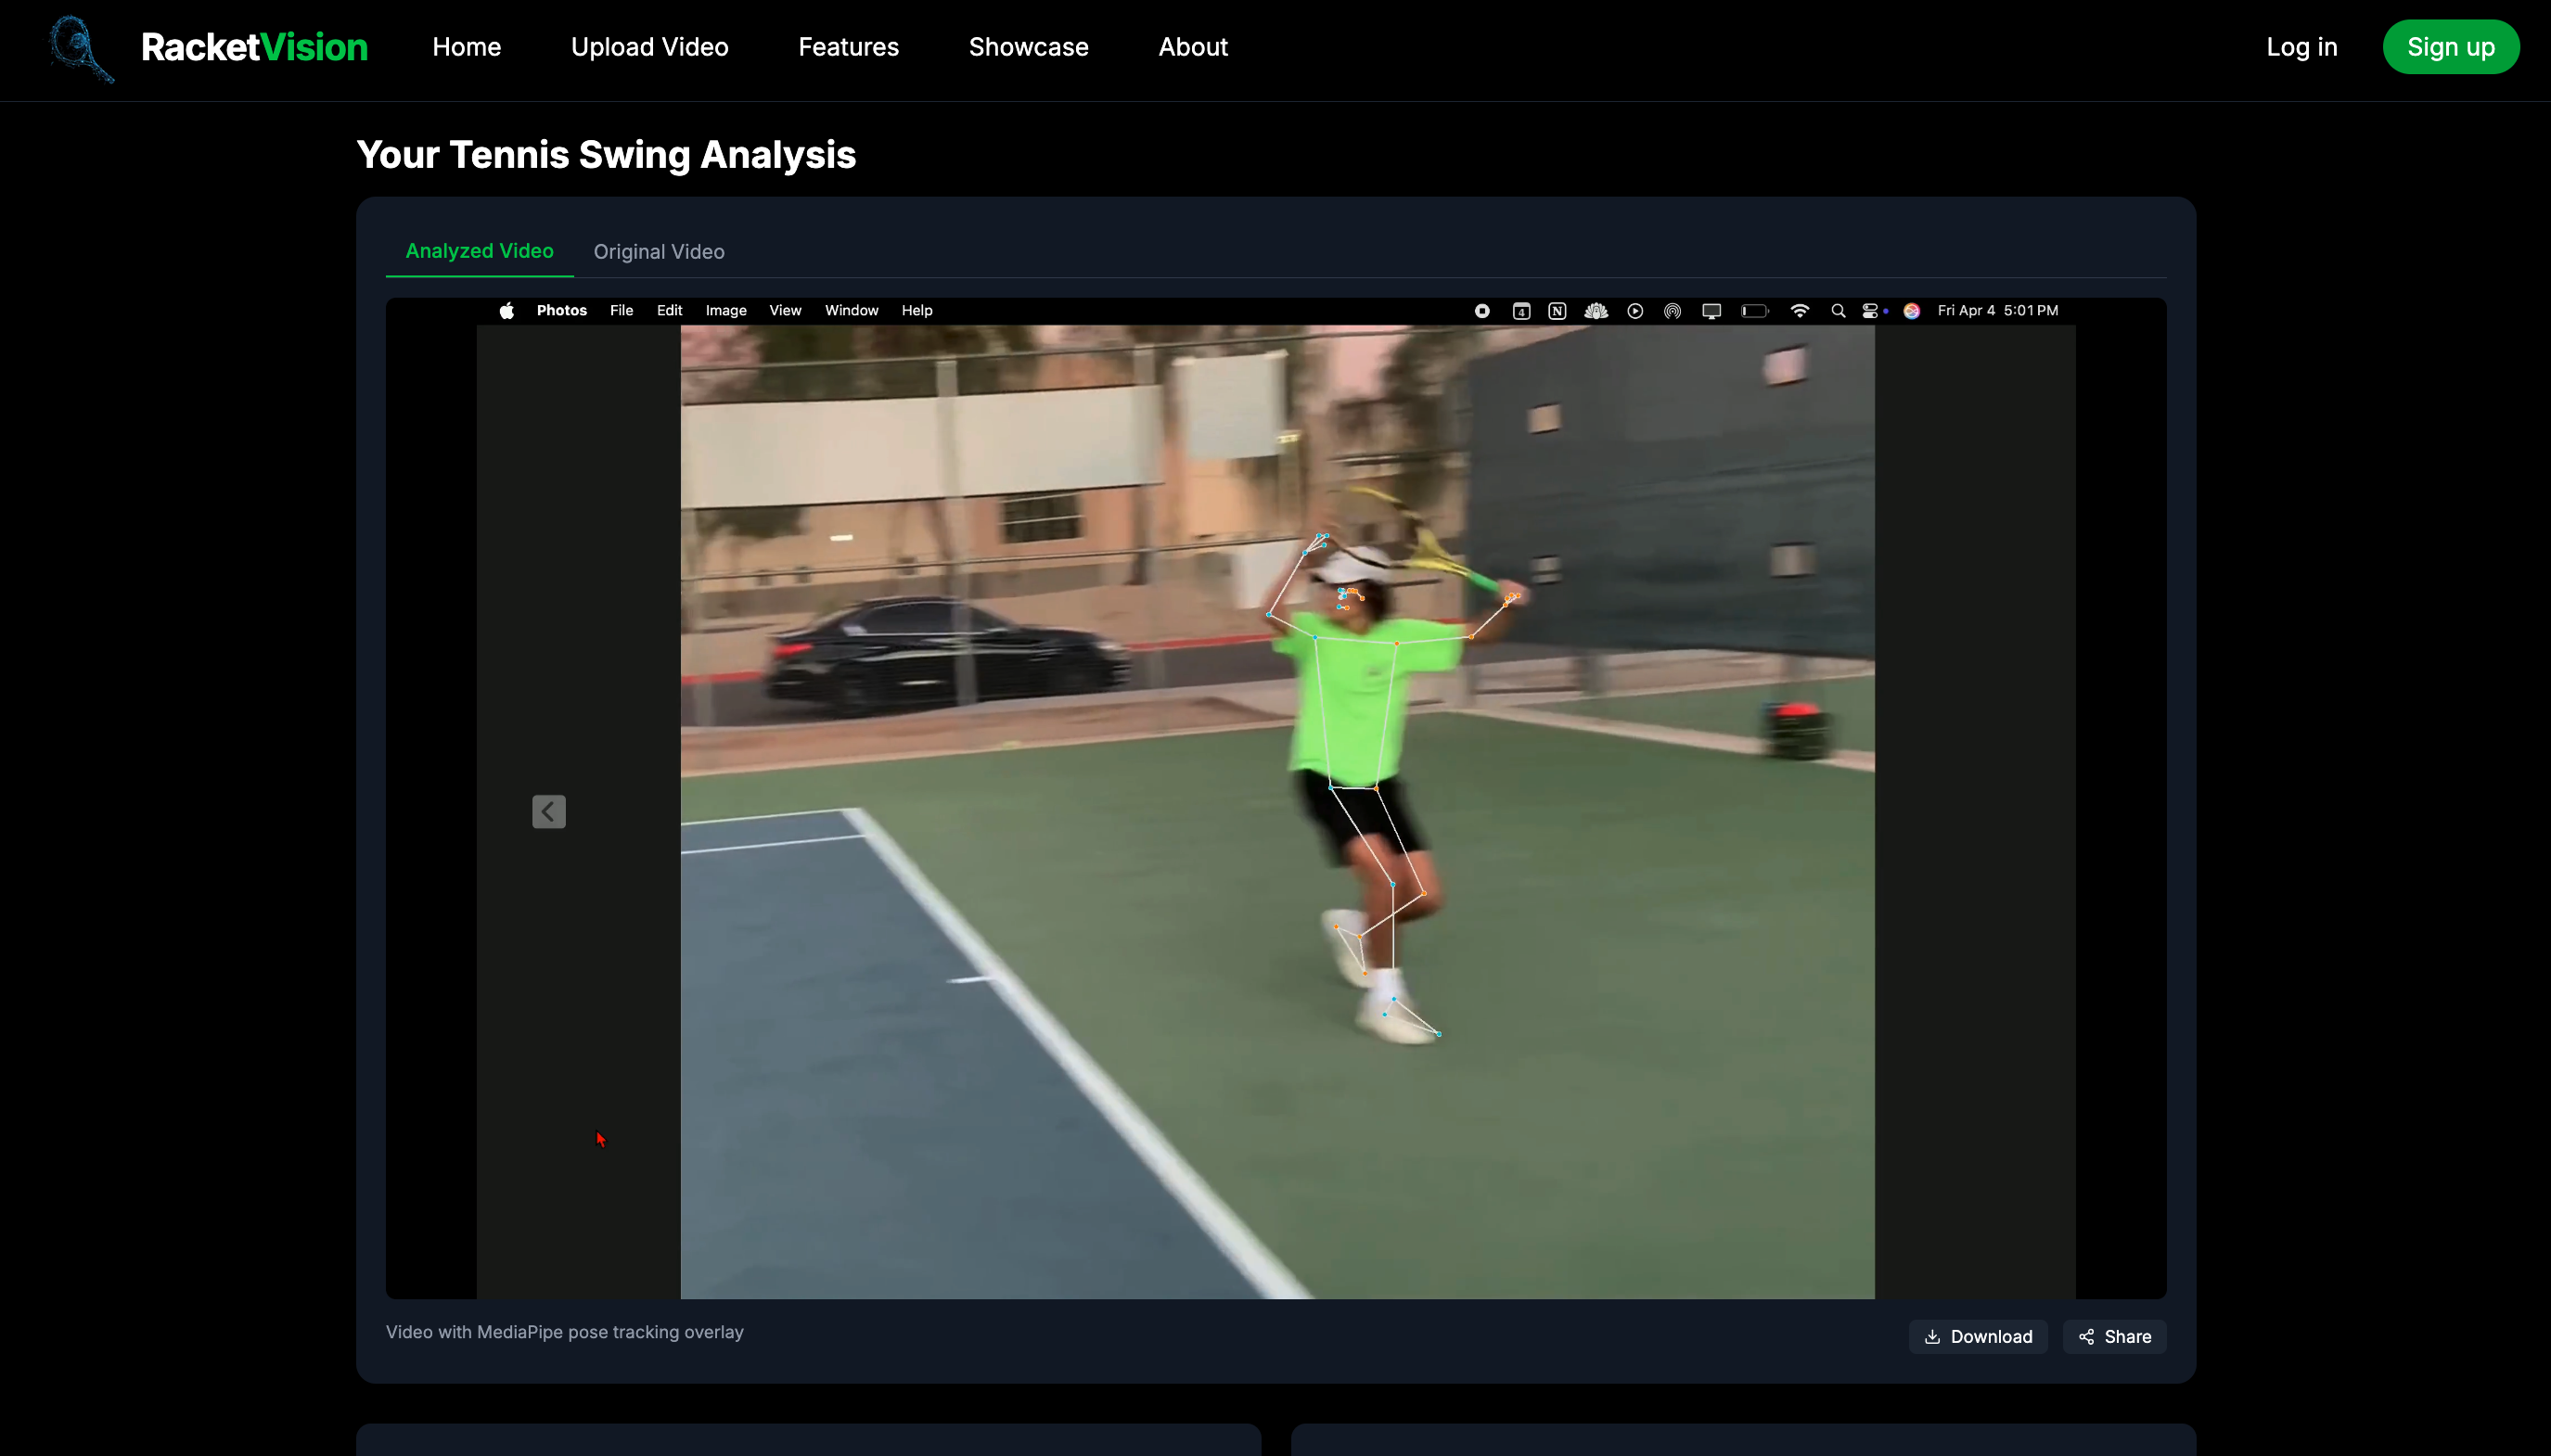 RacketVision Home Upload Video Features Showcase About Log in Sign up
Your Tennis Swing Analysis
Analyzed Video Original Video
Photos File Edit Image View Window Help 4 N Fri Apr 4 5:01 PM
Video with MediaPipe pose tracking overlay Download Share